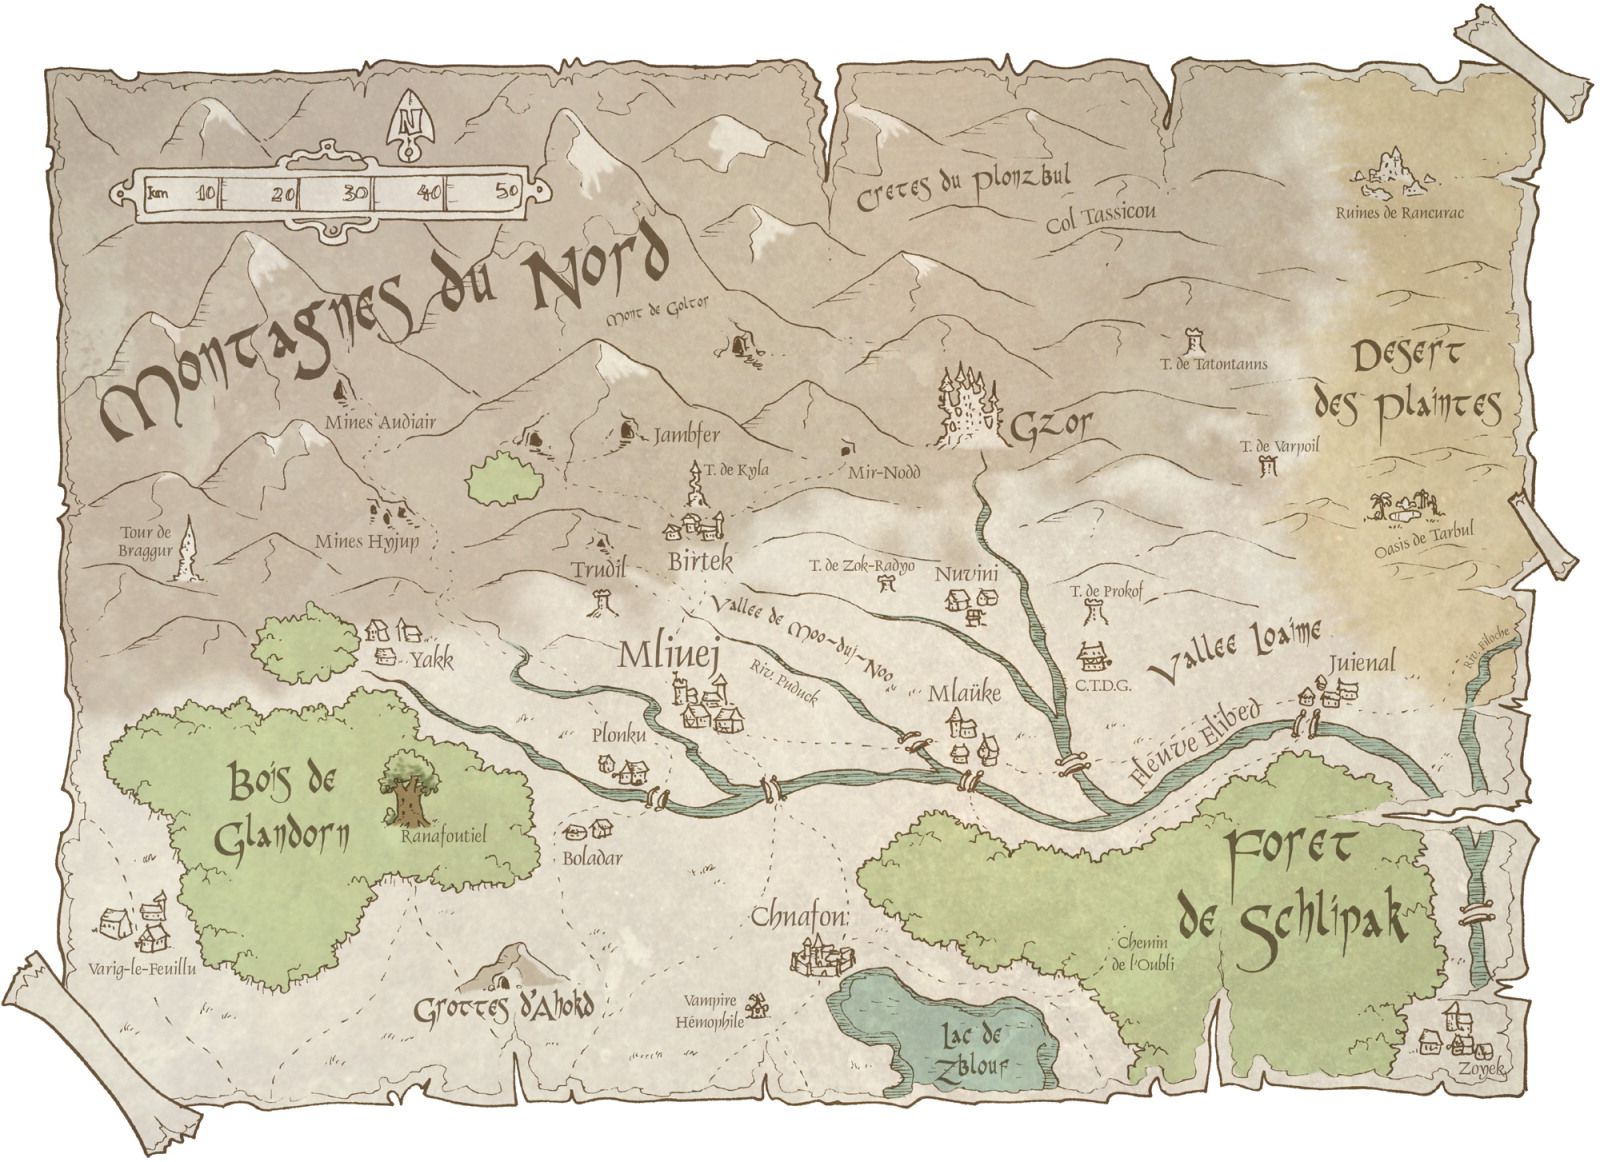 N
km 10 20 30 40 50
Montagnes du Nord
Cretes du Plonzbul
Col Tassicou
Ruines de Rancurac
Mont de Goltor
T. de Tatontanns
Desert
des Plaintes
Mines Audiair
Jambfer
Gzor
T. de Kyla
Mir-Nodd
T. de Varpoil
Tour de
Braggur
Mines Hyjup
Trudil
Birtek
T. de Zok-Radyo
Nuvini
T. de Prokof
Oasis de Tarbul
Vallee de Moo-duj-Noo
Vallee Loaime
Riv. Filoche
Yakk
Mliuej
Riv. Puduck
Mlaüke
C.T.D.G.
Juienal
Plonku
Fleuve Elibed
Bois de
Glandorn
Ranafoutiel
Boladar
Foret
de Schlipak
Chnafon
Chemin
de l'Oubli
Varig-le-Feuillu
Grottes d'Ahokd
Vampire
Hémophile
Lac de
Zblouf
Zoyek